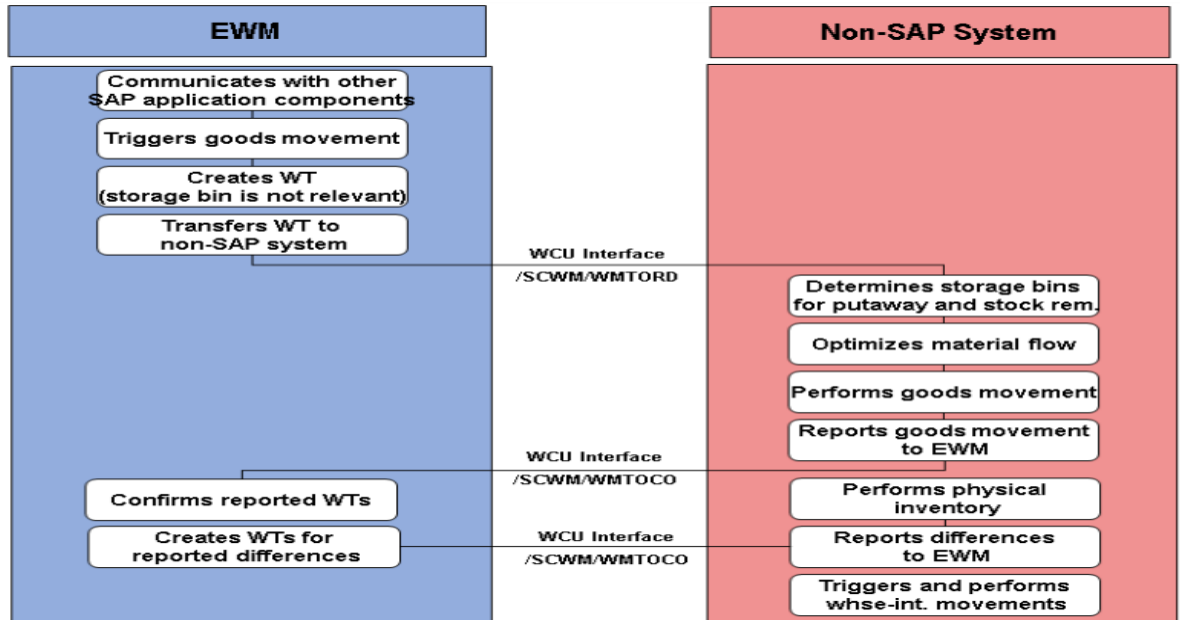 EWM
Non-SAP System
Communicates with other
SAP application components
Triggers goods movement
Creates WT
(storage bin is not relevant)
Transfers WT to
non-SAP system
WCU Interface
/SCWM/WMTORD
Determines storage bins
for putaway and stock rem.
Optimizes material flow
Performs goods movement
Reports goods movement
to EWM
WCU Interface
/SCWM/WMTOCO
Confirms reported WTs
Performs physical
inventory
Creates WTs for
reported differences
WCU Interface
/SCWM/WMTOCO
Reports differences
to EWM
Triggers and performs
whse-int. movements